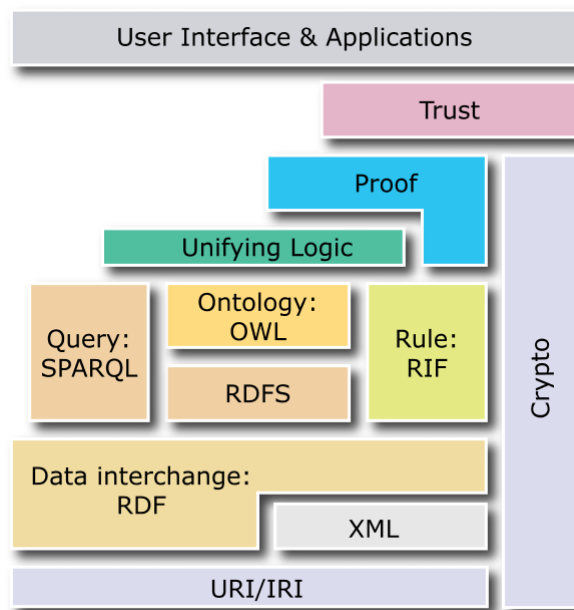 User Interface & Applications
Trust
Proof
Unifying Logic
Query:
SPARQL
Ontology:
OWL
Rule:
RIF
RDFS
Crypto
Data interchange:
RDF
XML
URI/IRI